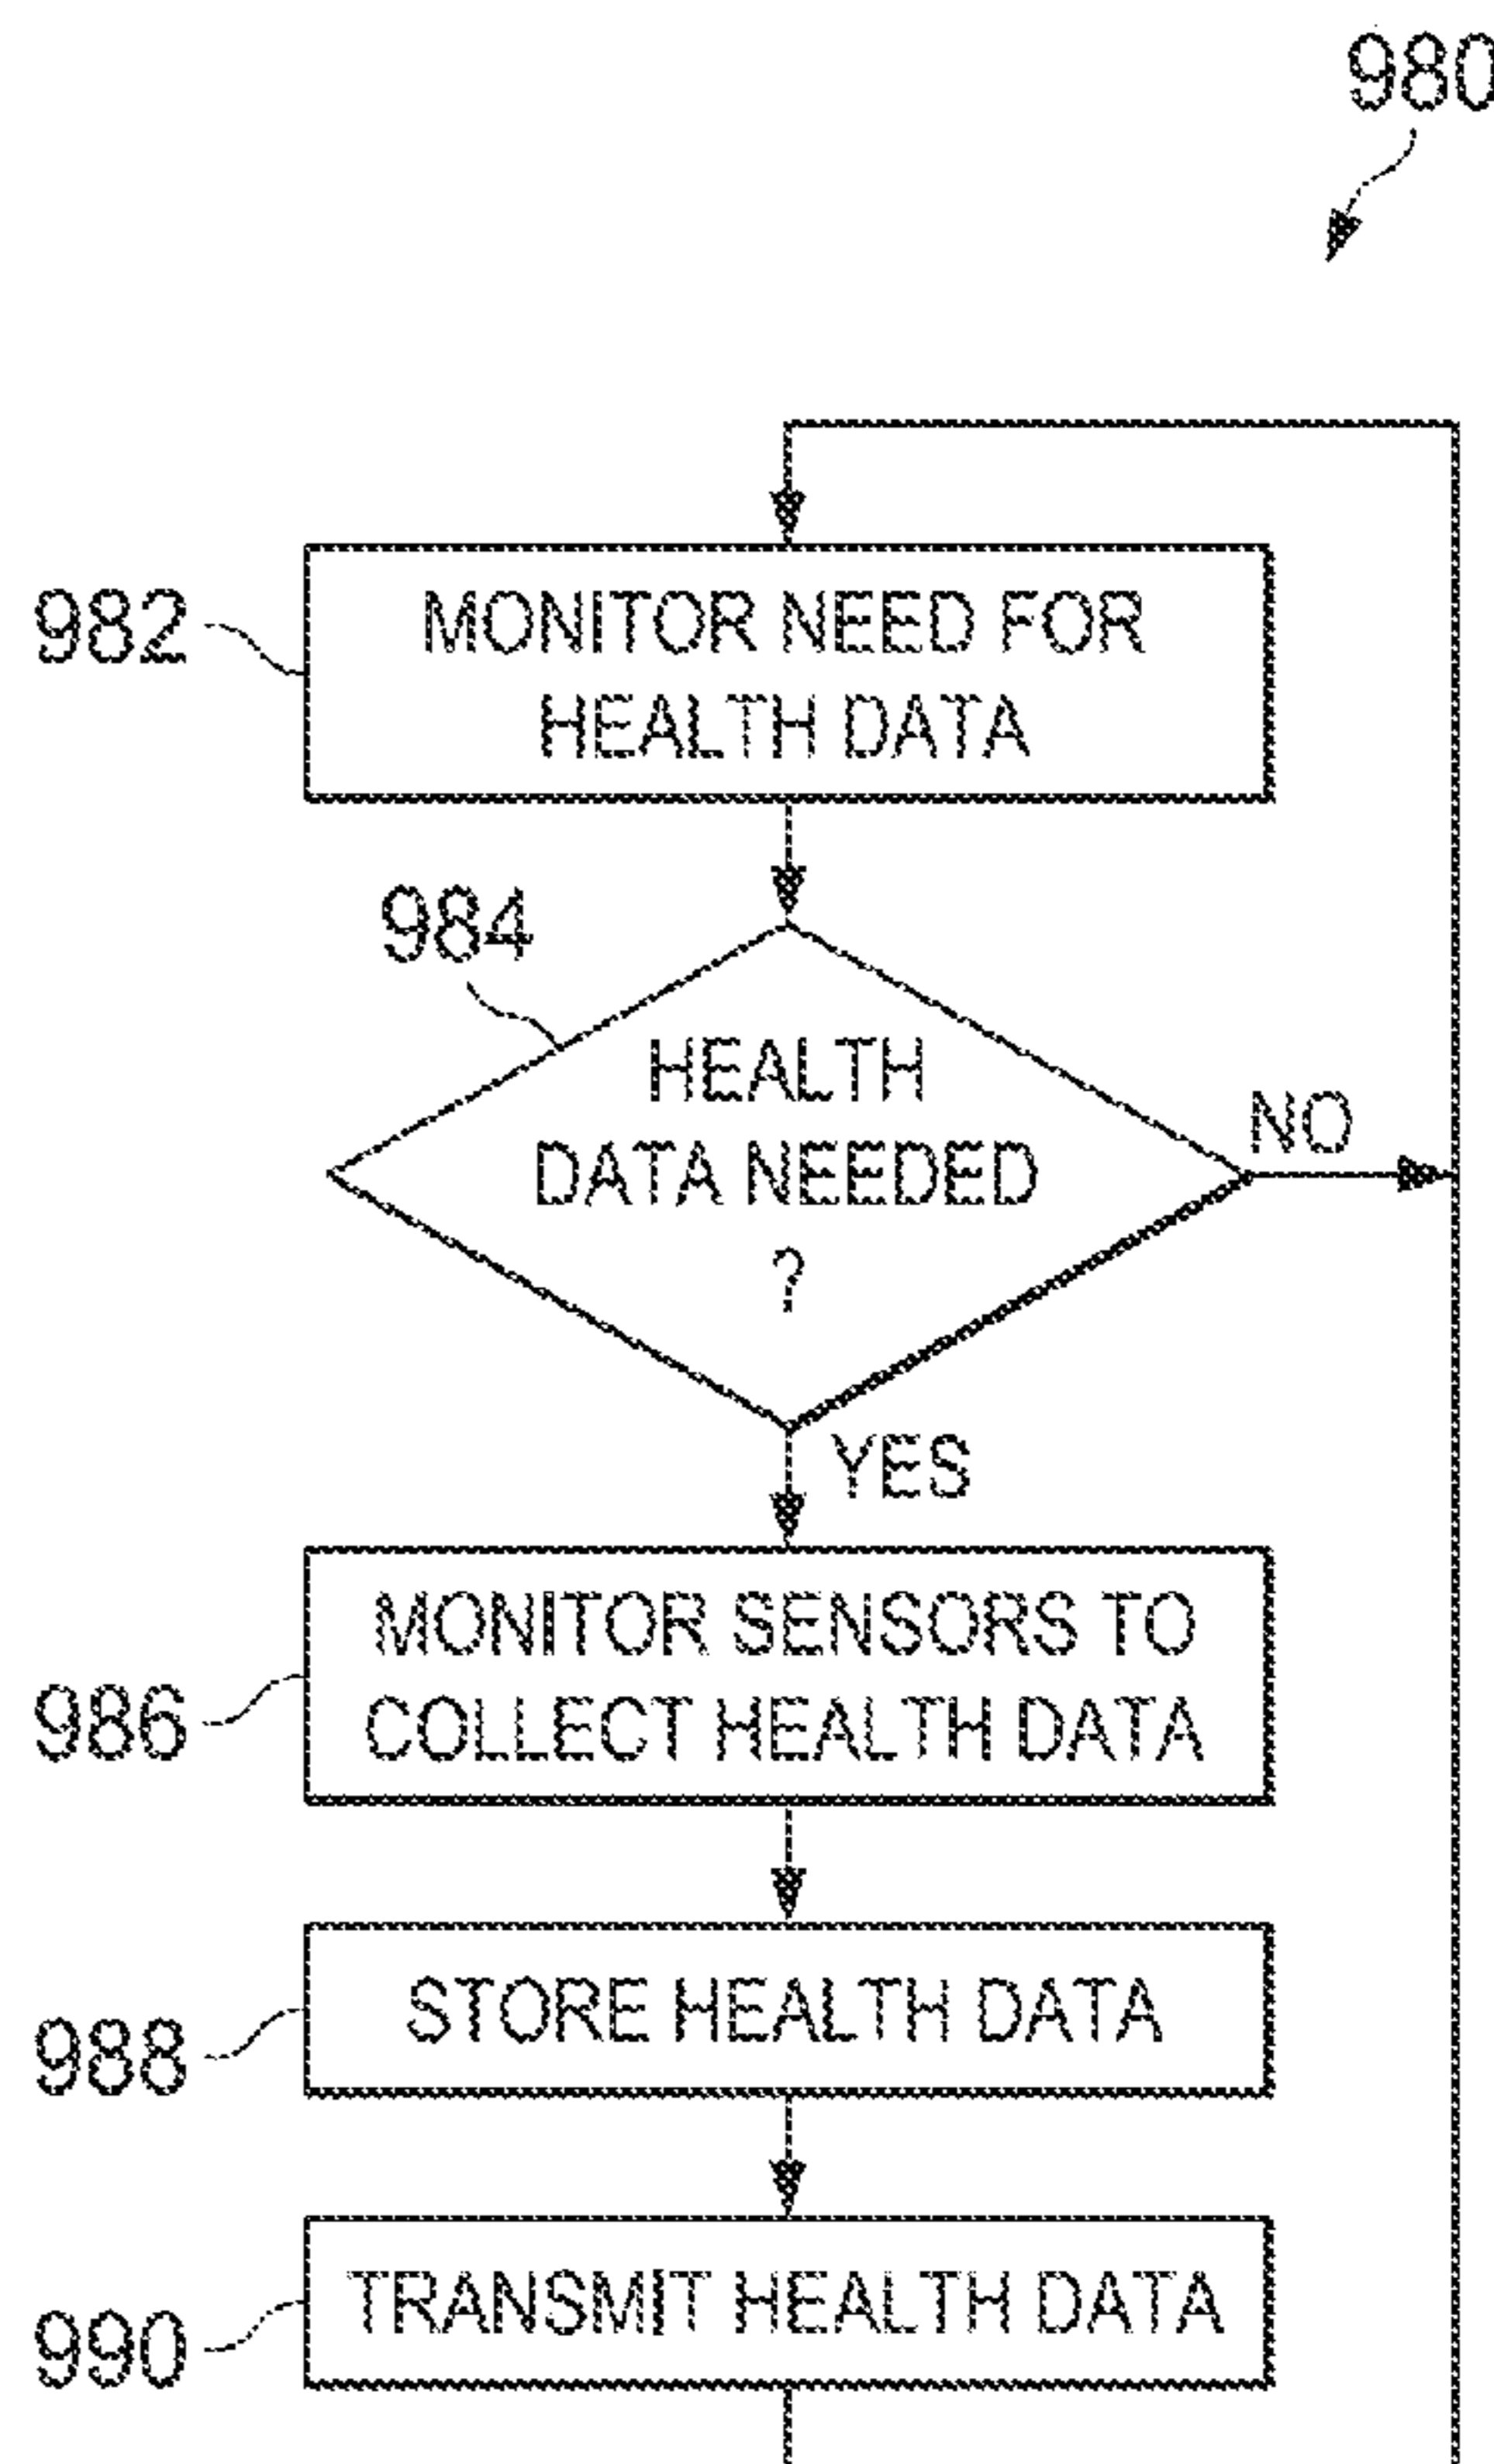 980
982
MONITOR NEED FOR
HEALTH DATA
984
HEALTH
DATA NEEDED
?
NO
YES
986
MONITOR SENSORS TO
COLLECT HEALTH DATA
988
STORE HEALTH DATA
990
TRANSMIT HEALTH DATA